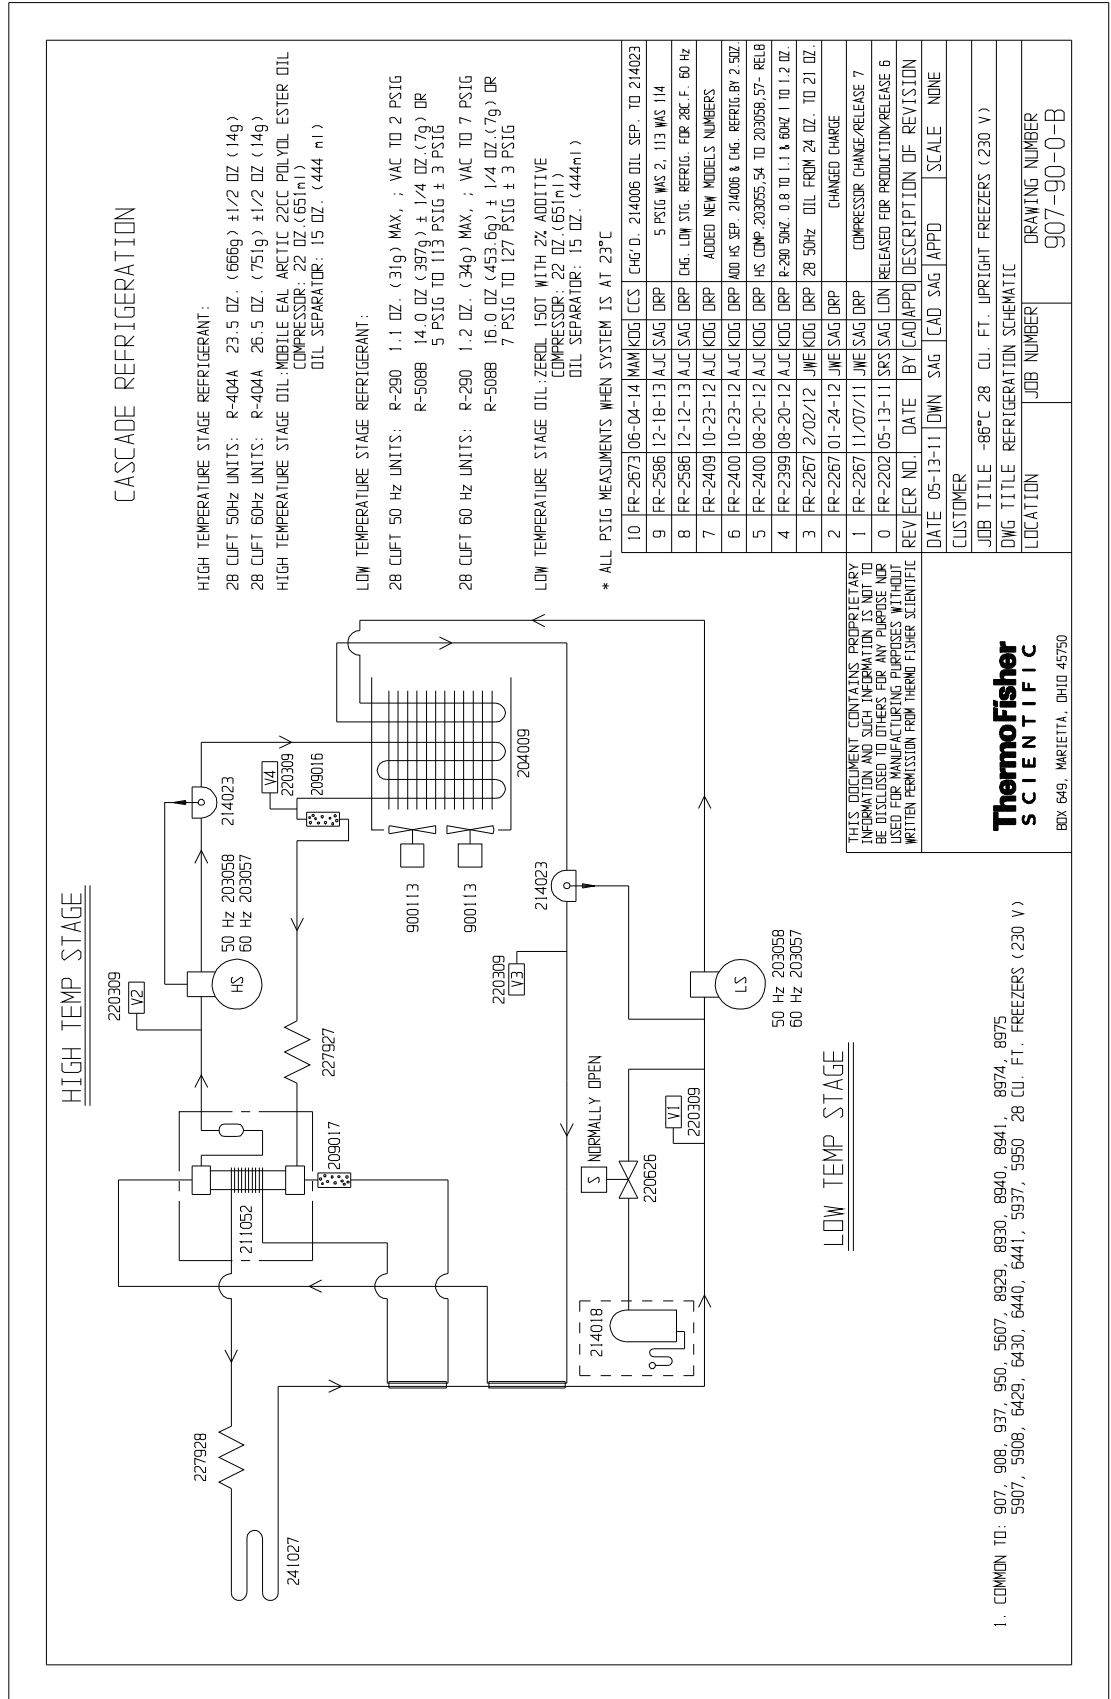 CASCADE REFRIGERATION
HIGH TEMPERATURE STAGE REFRIGERANT:
28 CUFT 50Hz UNITS: R-404A 23.5 OZ. (666g) ±1/2 OZ (14g)
28 CUFT 60Hz UNITS: R-404A 26.5 OZ. (751g) ±1/2 OZ (14g)
HIGH TEMPERATURE STAGE OIL:MOBILE EAL ARCTIC 22CC POLYOL ESTER OIL
COMPRESSOR: 22 OZ.(651ml)
OIL SEPARATOR: 15 OZ. (444 ml)
LOW TEMPERATURE STAGE REFRIGERANT:
28 CUFT 50 Hz UNITS: R-290 1.1 OZ. (31g) MAX, ; VAC TO 2 PSIG
R-508B 14.0 OZ (397g) ± 1/4 OZ.(7g) OR
5 PSIG TO 113 PSIG ± 3 PSIG
28 CUFT 60 Hz UNITS: R-290 1.2 OZ. (34g) MAX, ; VAC TO 7 PSIG
R-508B 16.0 OZ (453.6g) ± 1/4 OZ.(7g) OR
7 PSIG TO 127 PSIG ± 3 PSIG
LOW TEMPERATURE STAGE OIL:ZEROL 150T WITH 2% ADDITIVE
COMPRESSOR: 22 OZ.(651ml)
OIL SEPARATOR: 15 OZ. (444ml)
* ALL PSIG MEASUMENTS WHEN SYSTEM IS AT 23°C
HIGH TEMP STAGE
220309
V2
HS
50 Hz 203058
60 Hz 203057
214023
V4
220309
209016
204009
900113
900113
227927
209017
211052
227928
241027
214023
220309
V3
LS
50 Hz 203058
60 Hz 203057
S
NORMALLY OPEN
220626
V1
220309
214018
LOW TEMP STAGE
1. COMMON TO: 907, 908, 937, 950, 5607, 8929, 8930, 8940, 8941, 8974, 8975
5907, 5908, 6429, 6430, 6440, 6441, 5937, 5950 28 CU. FT. FREEZERS (230 V)
10 FR-2673 06-04-14 MAM KDG CCS CHG'D. 214006 OIL SEP. TO 214023
9 FR-2586 12-18-13 AJC SAG DRP 5 PSIG WAS 2, 113 WAS 114
8 FR-2586 12-12-13 AJC SAG DRP CHG. LOW STG. REFRIG. FOR 28C.F. 60 Hz
7 FR-2409 10-23-12 AJC KDG DRP ADDED NEW MODELS NUMBERS
6 FR-2400 10-23-12 AJC KDG DRP ADD HS SEP. 214006 & CHG. REFRIG.BY 2.5OZ.
5 FR-2400 08-20-12 AJC KDG DRP HS COMP.203055,54 TO 203058,57- REL8
4 FR-2399 08-20-12 AJC KDG DRP R-290 50HZ. 0.8 TO 1.1 & 60HZ 1 TO 1.2 OZ.
3 FR-2267 2/02/12 JWE KDG DRP 28 50Hz OIL FROM 24 OZ. TO 21 OZ.
2 FR-2267 01-24-12 JWE SAG DRP CHANGED CHARGE
1 FR-2267 11/07/11 JWE SAG DRP COMPRESSOR CHANGE/RELEASE 7
0 FR-2202 05-13-11 SRS SAG LDN RELEASED FOR PRODUCTION/RELEASE 6
REV ECR NO. DATE BY CAD APPD DESCRIPTION OF REVISION
DATE 05-13-11 DWN SAG CAD SAG APPD SCALE NONE
CUSTOMER
JOB TITLE -86°C 28 CU. FT. UPRIGHT FREEZERS (230 V)
DWG TITLE REFRIGERATION SCHEMATIC
LOCATION
JOB NUMBER
DRAWING NUMBER
907-90-0-B
THIS DOCUMENT CONTAINS PROPRIETARY
INFORMATION AND SUCH INFORMATION IS NOT TO
BE DISCLOSED TO OTHERS FOR ANY PURPOSE NOR
USED FOR MANUFACTURING PURPOSES WITHOUT
WRITTEN PERMISSION FROM THERMO FISHER SCIENTIFIC
ThermoFisher
SCIENTIFIC
BOX 649, MARIETTA, OHIO 45750